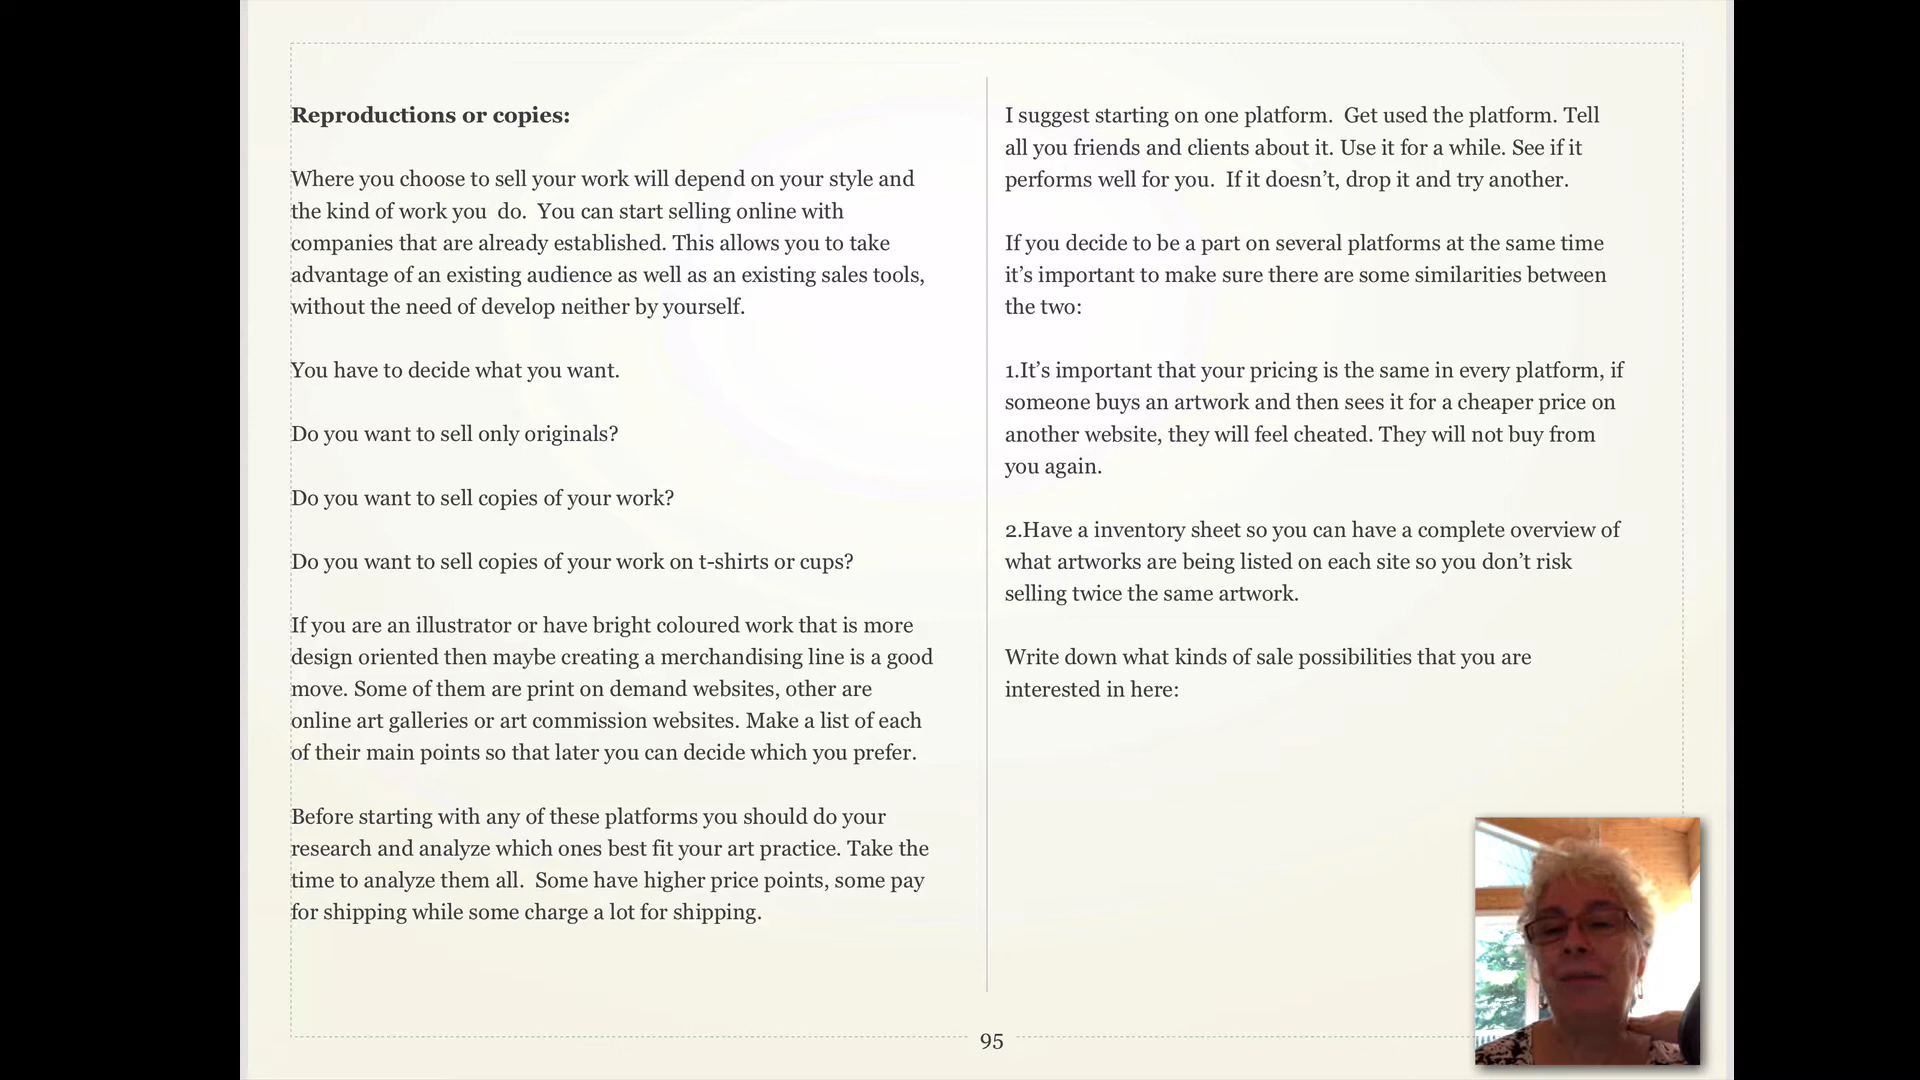 Reproductions or copies:
Where you choose to sell your work will depend on your style and
the kind of work you  do.  You can start selling online with
companies that are already established. This allows you to take
advantage of an existing audience as well as an existing sales tools,
without the need of develop neither by yourself.
You have to decide what you want.
Do you want to sell only originals?
Do you want to sell copies of your work?
Do you want to sell copies of your work on t-shirts or cups?
If you are an illustrator or have bright coloured work that is more
design oriented then maybe creating a merchandising line is a good
move. Some of them are print on demand websites, other are
online art galleries or art commission websites. Make a list of each
of their main points so that later you can decide which you prefer.
Before starting with any of these platforms you should do your
research and analyze which ones best fit your art practice. Take the
time to analyze them all.  Some have higher price points, some pay
for shipping while some charge a lot for shipping.
I suggest starting on one platform.  Get used the platform. Tell
all you friends and clients about it. Use it for a while. See if it
performs well for you.  If it doesn’t, drop it and try another.
If you decide to be a part on several platforms at the same time
it’s important to make sure there are some similarities between
the two:
1.It’s important that your pricing is the same in every platform, if
someone buys an artwork and then sees it for a cheaper price on
another website, they will feel cheated. They will not buy from
you again.
2.Have a inventory sheet so you can have a complete overview of
what artworks are being listed on each site so you don’t risk
selling twice the same artwork.
Write down what kinds of sale possibilities that you are
interested in here:
95